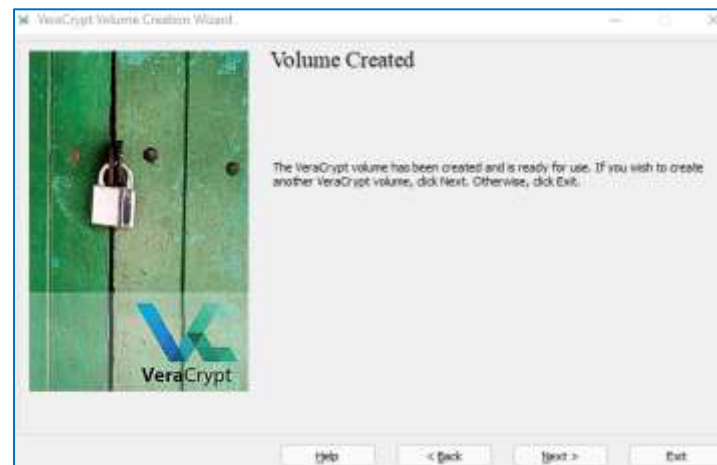 VeraCrypt Volume Creation Wizard
Volume Created
The VeraCrypt volume has been created and is ready for use. If you wish to create
another VeraCrypt volume, click Next. Otherwise, click Exit.
VeraCrypt
Help
< Back
Next >
Exit